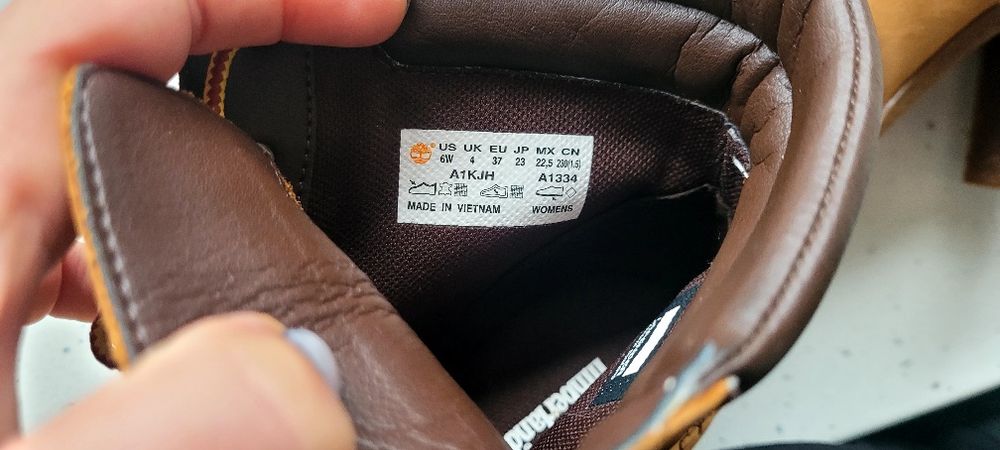 US UK EU JP MX CN
6W 4 37 23 22,5 230(1.5)
A1KJH A1334
MADE IN VIETNAM WOMENS